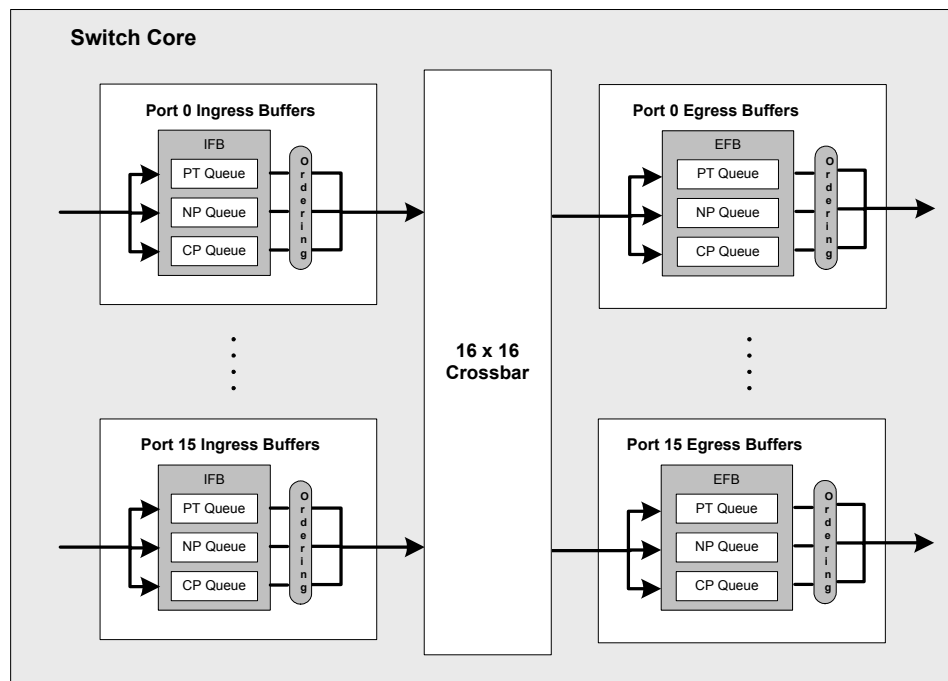 Switch Core
Port 0 Ingress Buffers
IFB
PT Queue
NP Queue
CP Queue
Ordering
Port 0 Egress Buffers
EFB
PT Queue
NP Queue
CP Queue
Ordering
16 x 16
Crossbar
Port 15 Ingress Buffers
IFB
PT Queue
NP Queue
CP Queue
Ordering
Port 15 Egress Buffers
EFB
PT Queue
NP Queue
CP Queue
Ordering